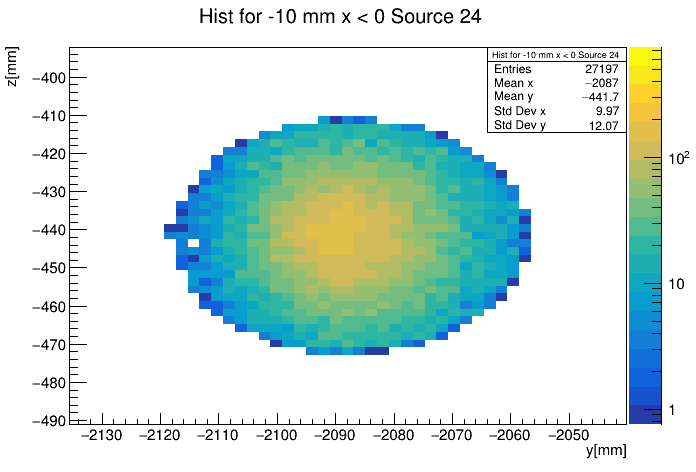 Hist for -10 mm x < 0 Source 24
z[mm]
Hist for -10 mm x < 0 Source 24
Entries 27197
Mean x −2087
Mean y −441.7
Std Dev x 9.97
Std Dev y 12.07
−400
−410
−420
−430
−440
−450
−460
−470
−480
−490
10²
10
1
−2130 −2120 −2110 −2100 −2090 −2080 −2070 −2060 −2050
y[mm]